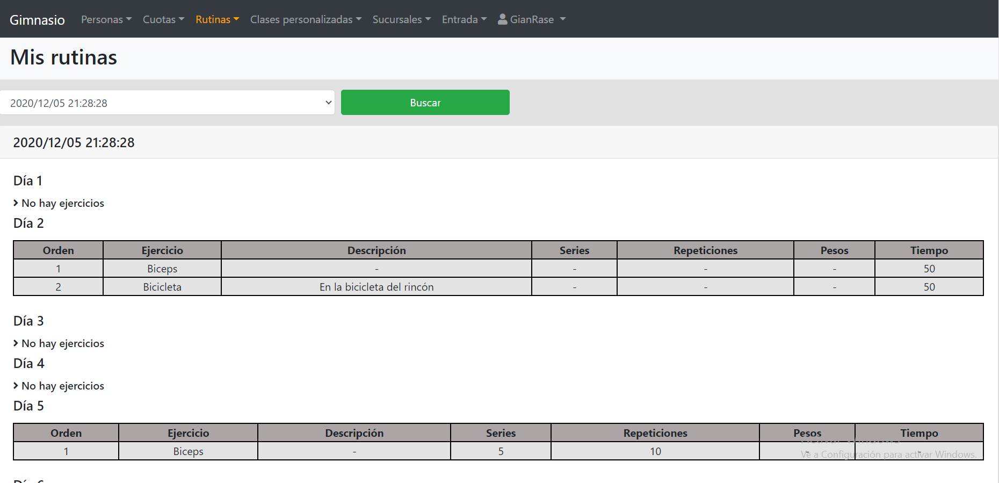 Gimnasio Personas Cuotas Rutinas Clases personalizadas Sucursales Entrada GianRase
Mis rutinas
2020/12/05 21:28:28 Buscar
2020/12/05 21:28:28
Día 1
No hay ejercicios
Día 2
Orden Ejercicio Descripción Series Repeticiones Pesos Tiempo
1 Biceps - - - - 50
2 Bicicleta En la bicicleta del rincón - - - 50
Día 3
No hay ejercicios
Día 4
No hay ejercicios
Día 5
Orden Ejercicio Descripción Series Repeticiones Pesos Tiempo
1 Biceps - 5 10 - -
Ve a Configuración para activar Windows.